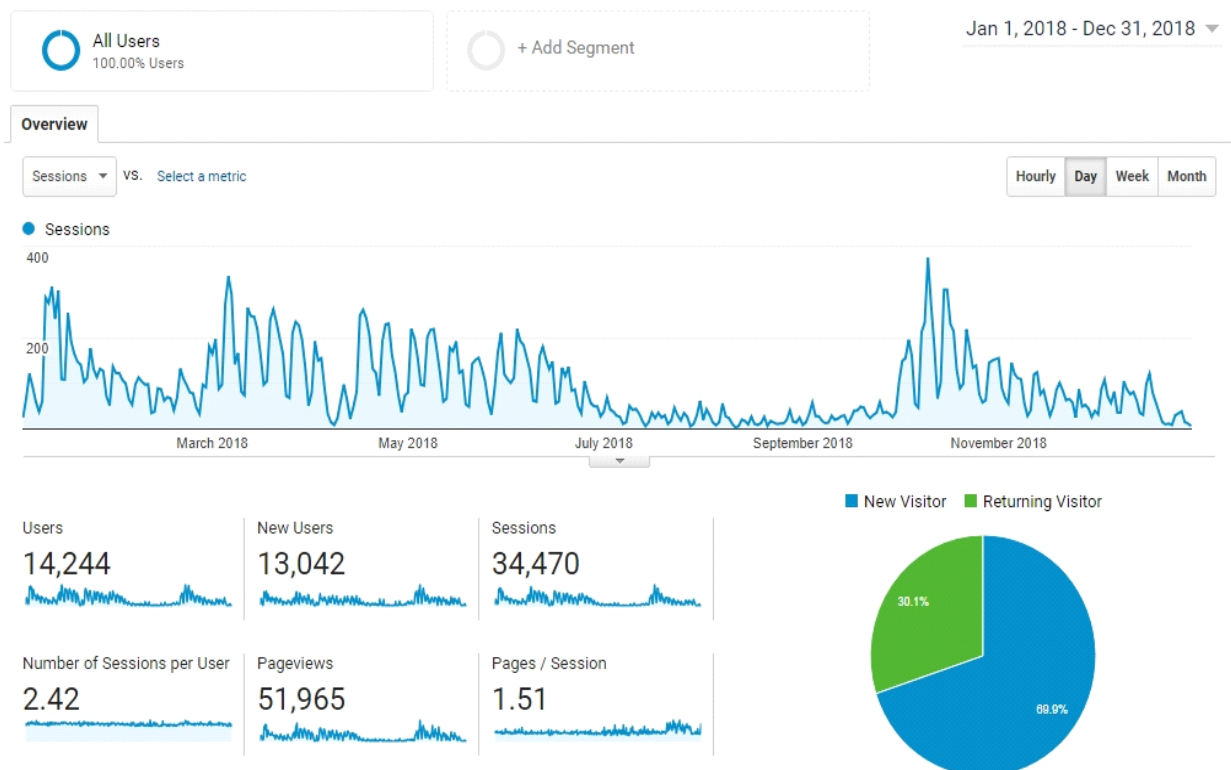 All Users
100.00% Users
+ Add Segment
Jan 1, 2018 - Dec 31, 2018
Overview
Sessions
VS.
Select a metric
Hourly
Day
Week
Month
Sessions
400
200
March 2018
May 2018
July 2018
September 2018
November 2018
New Visitor
Returning Visitor
Users
14,244
New Users
13,042
Sessions
34,470
Number of Sessions per User
2.42
Pageviews
51,965
Pages / Session
1.51
30.1%
69.9%